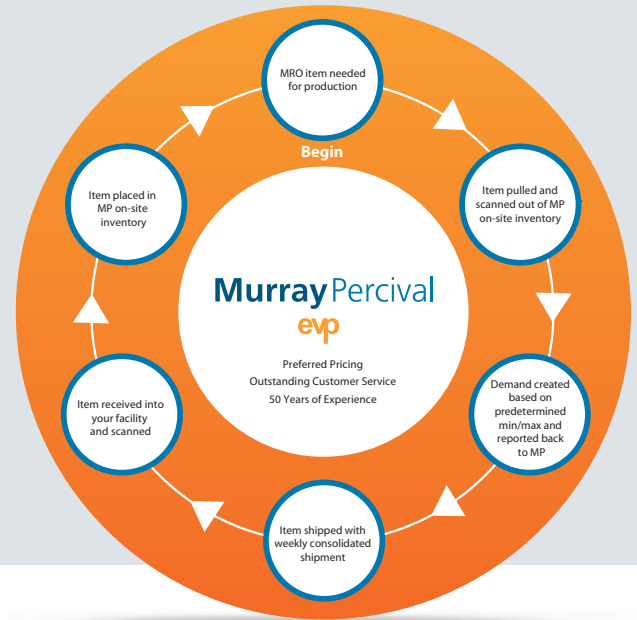 MRO item needed
for production
Begin
Item pulled and
scanned out of MP
on-site inventory
Demand created
based on
predetermined
min/max and
reported back
to MP
Item shipped with
weekly consolidated
shipment
Item received into
your facility
and scanned
Item placed in
MP on-site
inventory
MurrayPercival
evp
Preferred Pricing
Outstanding Customer Service
50 Years of Experience